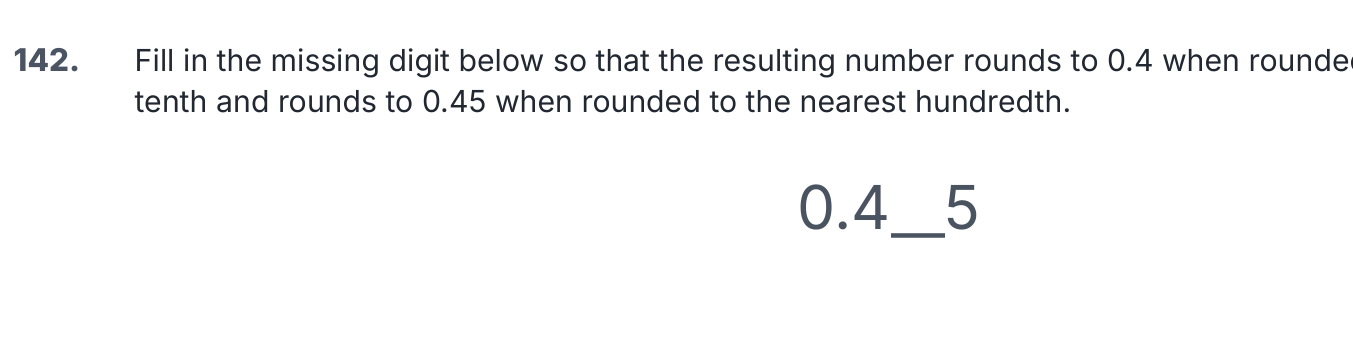 142. Fill in the missing digit below so that the resulting number rounds to 0.4 when
tenth and rounds to 0.45 when rounded to the nearest hundredth.
0.4__5